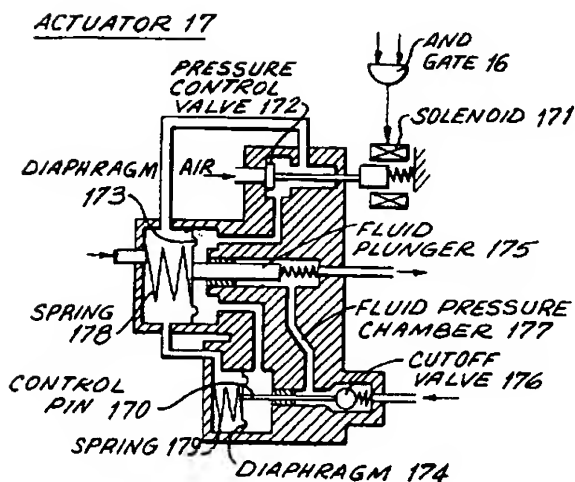 ACTUATOR 17
AND
GATE 16
PRESSURE
CONTROL
VALVE 172
SOLENOID 171
DIAPHRAGM
173
AIR
FLUID
PLUNGER 175
SPRING
178
FLUID PRESSURE
CHAMBER 177
CUTOFF
VALVE 176
CONTROL
PIN 170
SPRING 179
DIAPHRAGM 174